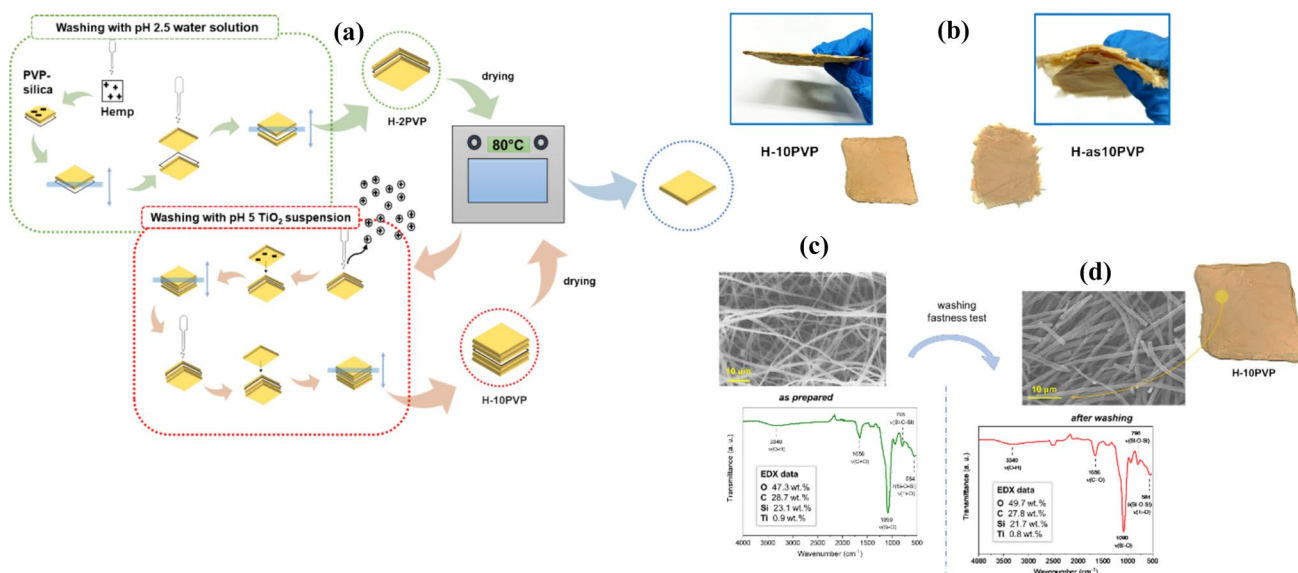 Washing with pH 2.5 water solution
(a)
PVP-
silica
Hemp
H-2PVP
drying
80°C
Washing with pH 5 TiO₂ suspension
drying
H-10PVP
(b)
H-10PVP
H-as10PVP
(c)
10 μm
as prepared
washing
fastness test
(d)
10 μm
H-10PVP
after washing
Transmittance (a. u.)
3340
ν(O-H)
1656
ν(C=O)
ν(Si-O-Si)
584
ν(Ti-O)
1090
ν(Si-O)
EDX data
O 47.3 wt.%
C 28.7 wt.%
Si 23.1 wt.%
Ti 0.9 wt.%
4000 3500 3000 2500 2000 1500 1000 500
Wavenumber (cm⁻¹)
Transmittance (a. u.)
3340
ν(O-H)
1656
ν(C=O)
796
ν(Si-O-Si)
584
δ(Si-O-Si)
ν(Ti-O)
1090
ν(Si-O)
EDX data
O 49.7 wt.%
C 27.8 wt.%
Si 21.7 wt.%
Ti 0.8 wt.%
4000 3500 3000 2500 2000 1500 1000 500
Wavenumber (cm⁻¹)